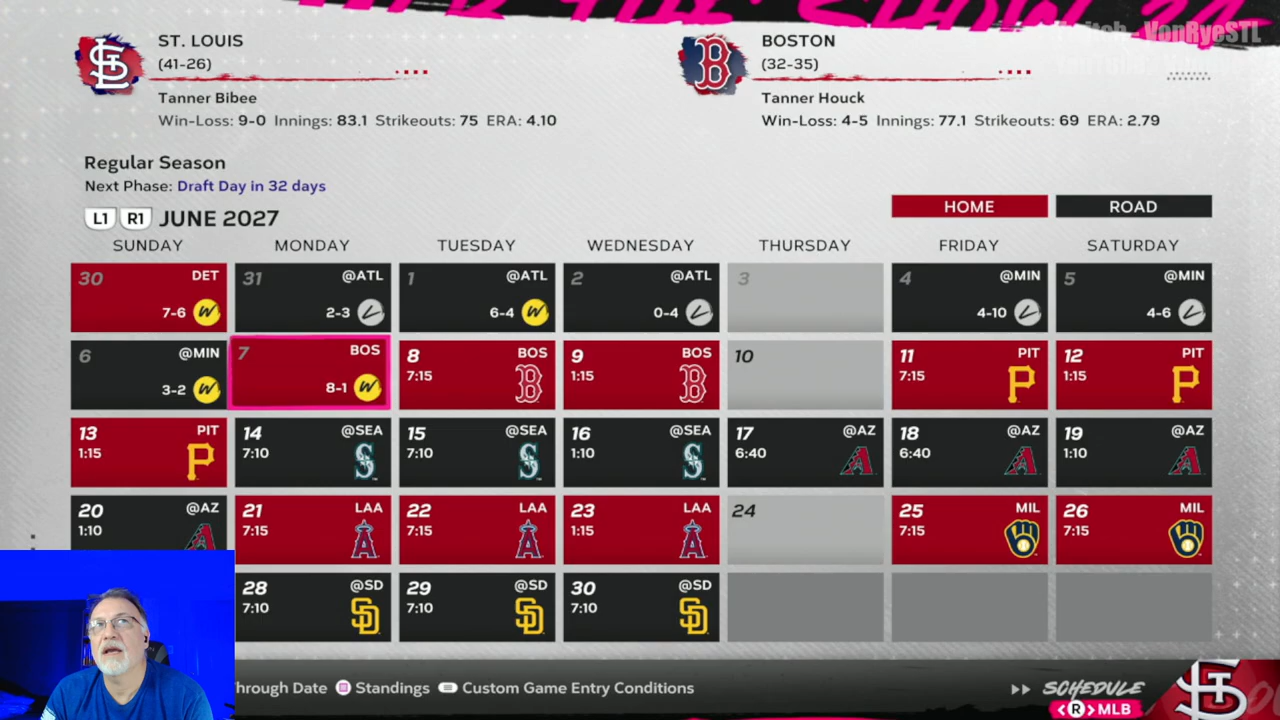 Twitch - VonRyeSTL
ST. LOUIS
(41-26)
Tanner Bibee
Win-Loss: 9-0 Innings: 83.1 Strikeouts: 75 ERA: 4.10
BOSTON
(32-35)
Tanner Houck
Win-Loss: 4-5 Innings: 77.1 Strikeouts: 69 ERA: 2.79
Regular Season
Next Phase: Draft Day in 32 days
L1 R1 JUNE 2027
HOME ROAD
SUNDAY MONDAY TUESDAY WEDNESDAY THURSDAY FRIDAY SATURDAY
30 DET 31 @ATL 1 @ATL 2 @ATL 3 4 @MIN 5 @MIN
7-6 W 2-3 L 6-4 W 0-4 L 4-10 L 4-6 L
6 @MIN 7 BOS 8 BOS 9 BOS 10 11 PIT 12 PIT
3-2 W 8-1 W 7:15 B 1:15 B 7:15 P 1:15 P
13 PIT 14 @SEA 15 @SEA 16 @SEA 17 @AZ 18 @AZ 19 @AZ
1:15 P 7:10 S 7:10 S 1:10 S 6:40 A 6:40 A 1:10 A
20 @AZ 21 LAA 22 LAA 23 LAA 24 25 MIL 26 MIL
1:10 A 7:15 A 7:15 A 1:15 A 7:15 7:15
28 @SD 29 @SD 30 @SD
7:10 SD 7:10 SD 7:10 SD
hrough Date Standings Custom Game Entry Conditions
SCHEDULE
<R> MLB